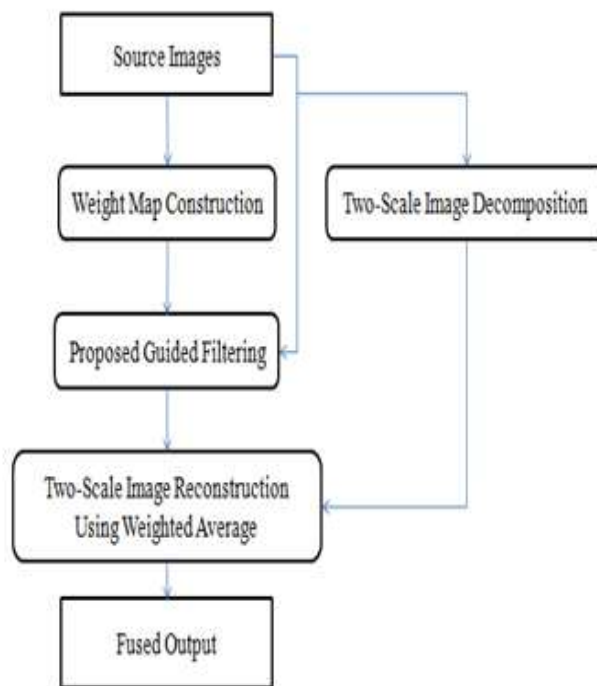 Source Images
Weight Map Construction
Two-Scale Image Decomposition
Proposed Guided Filtering
Two-Scale Image Reconstruction
Using Weighted Average
Fused Output